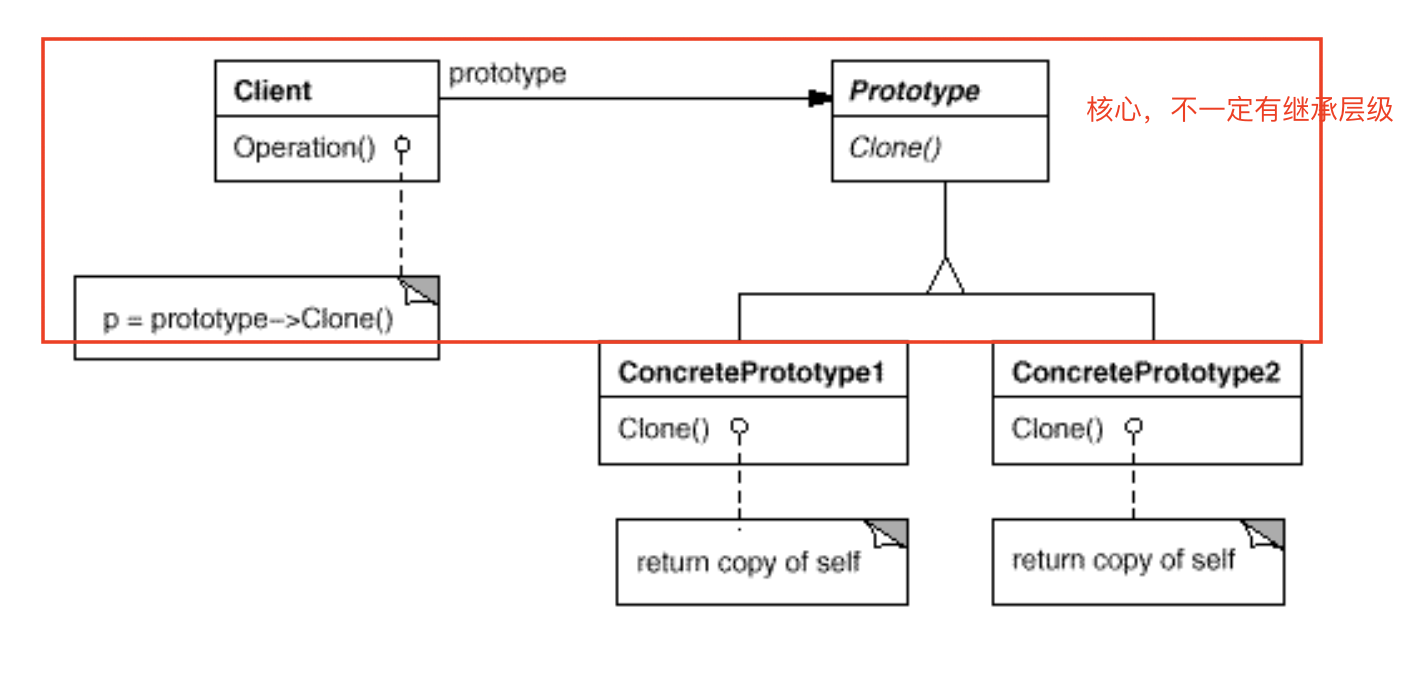 prototype
Client
Prototype
核心，不一定有继承层级
Operation()
Clone()
p = prototype->Clone()
ConcretePrototype1
ConcretePrototype2
Clone()
Clone()
return copy of self
return copy of self